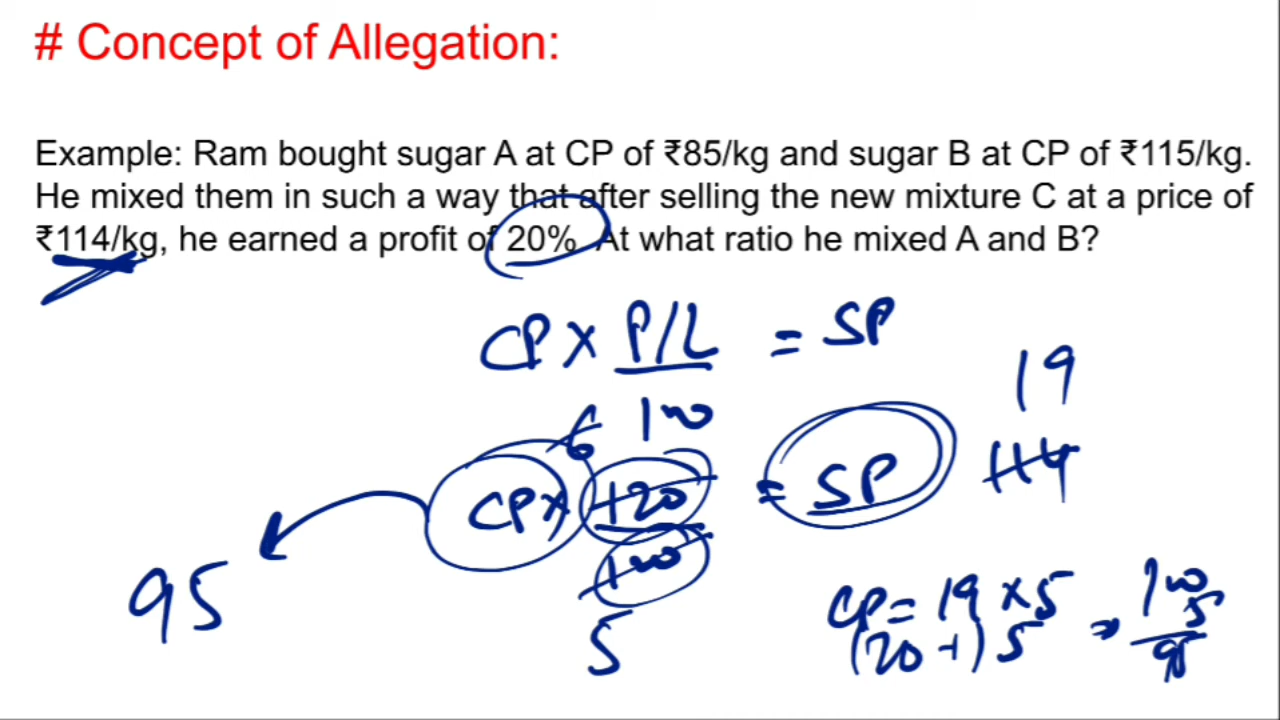 # Concept of Allegation:
Example: Ram bought sugar A at CP of ₹85/kg and sugar B at CP of ₹115/kg.
He mixed them in such a way that after selling the new mixture C at a price of
₹114/kg, he earned a profit of 20%. At what ratio he mixed A and B?
CP × P/L = SP
100
19
6
CP × 120 = SP 114
100
5
95
CP = 19 × 5 ⇒ 100
(20-1) 5
5
95